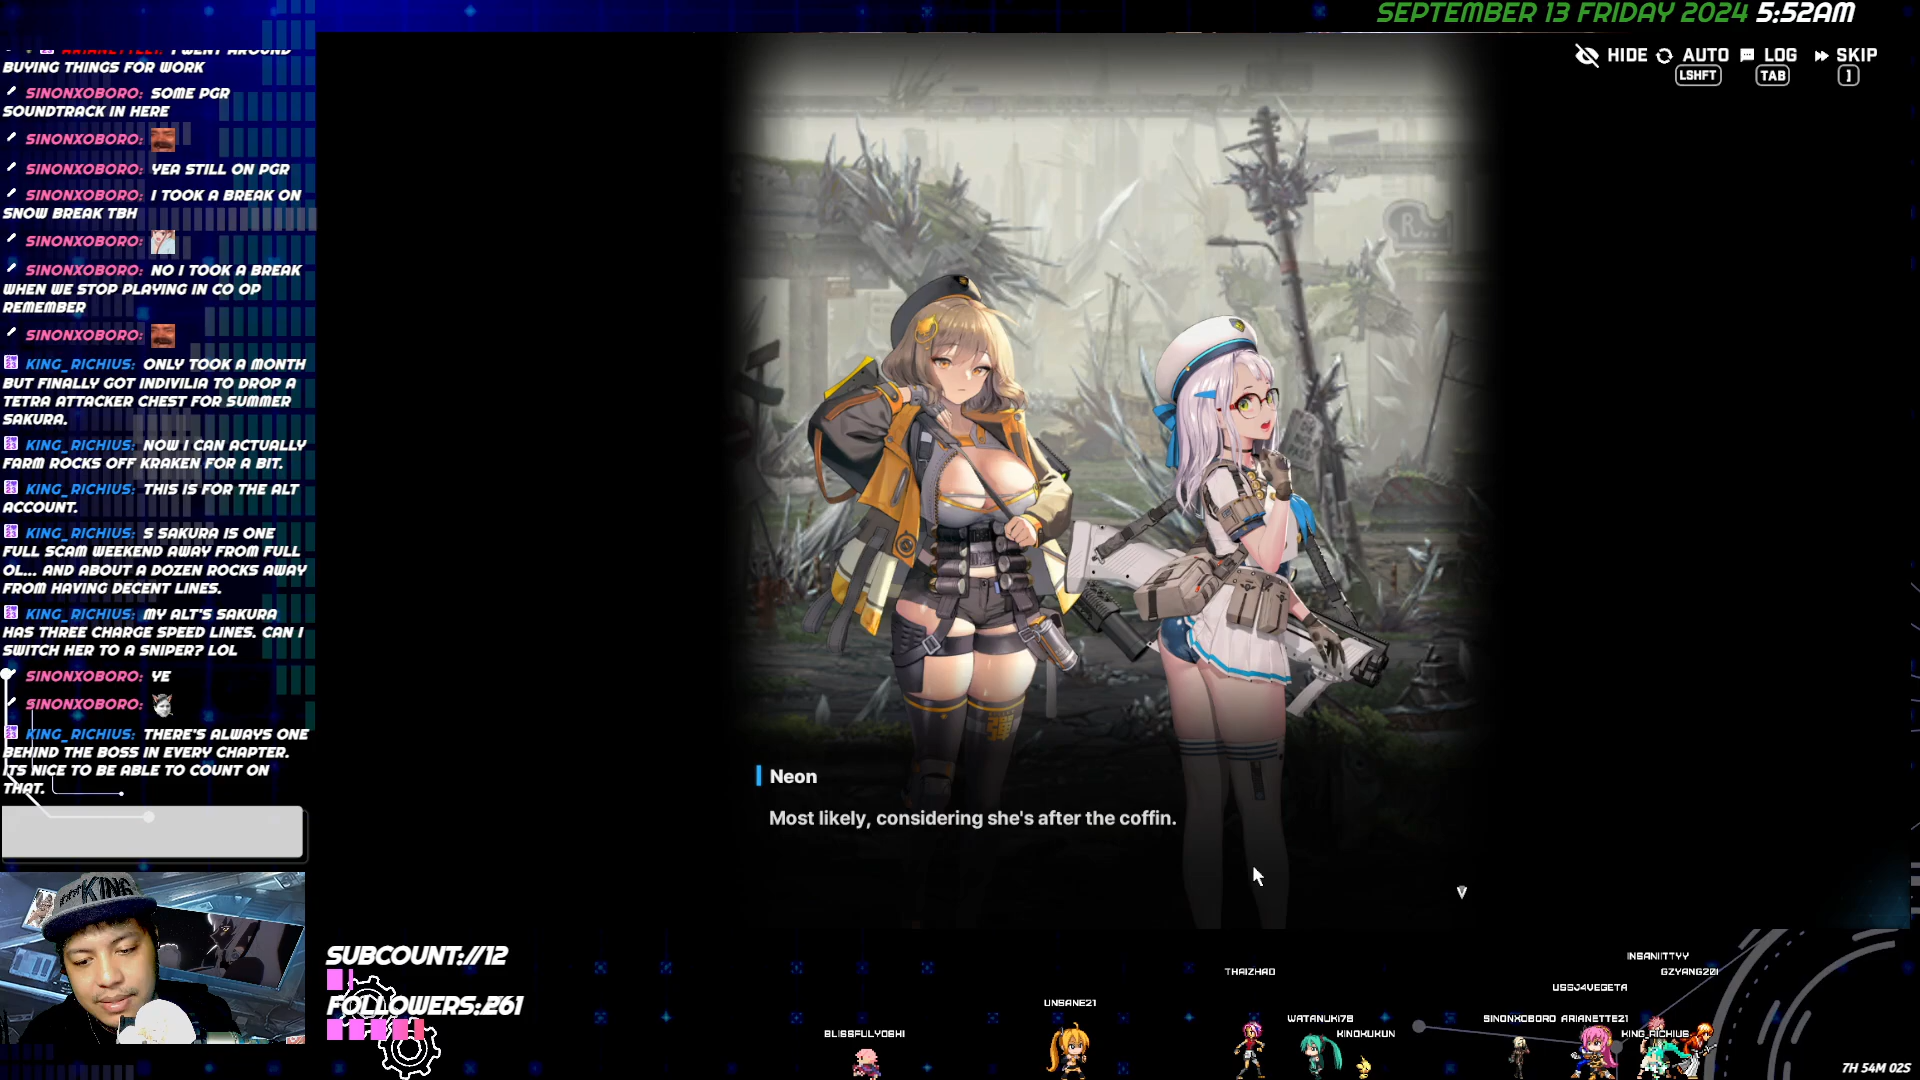 SEPTEMBER 13 FRIDAY 2024 5:52AM
HIDE AUTO LOG SKIP
LSHFT TAB ]
ARIANETTE21: I WENT AROUND
BUYING THINGS FOR WORK
SINONXOBORO: SOME PGR
SOUNDTRACK IN HERE
SINONXOBORO:
SINONXOBORO: YEA STILL ON PGR
SINONXOBORO: I TOOK A BREAK ON
SNOW BREAK TBH
SINONXOBORO:
SINONXOBORO: NO I TOOK A BREAK
WHEN WE STOP PLAYING IN CO OP
REMEMBER
SINONXOBORO:
KING_RICHIUS: ONLY TOOK A MONTH
BUT FINALLY GOT INDIVILIA TO DROP A
TETRA ATTACKER CHEST FOR SUMMER
SAKURA.
KING_RICHIUS: NOW I CAN ACTUALLY
FARM ROCKS OFF KRAKEN FOR A BIT.
KING_RICHIUS: THIS IS FOR THE ALT
ACCOUNT.
KING_RICHIUS: S SAKURA IS ONE
FULL SCAM WEEKEND AWAY FROM FULL
OL... AND ABOUT A DOZEN ROCKS AWAY
FROM HAVING DECENT LINES.
KING_RICHIUS: MY ALT'S SAKURA
HAS THREE CHARGE SPEED LINES. CAN I
SWITCH HER TO A SNIPER? LOL
SINONXOBORO: YE
SINONXOBORO:
KING_RICHIUS: THERE'S ALWAYS ONE
BEHIND THE BOSS IN EVERY CHAPTER.
ITS NICE TO BE ABLE TO COUNT ON
THAT.
Neon
Most likely, considering she's after the coffin.
KING
SUBCOUNT://12
FOLLOWERS:261
BLISSFULYOSHI
UNSANE21
THAIZHAO
WATANUKI78
KINOKUKUN
SINONXOBORO ARIANETTE21
USSJ4VEGETA
INSANIITTYY
GZYANG201
KING_RICHIUS
7H 54M 02S